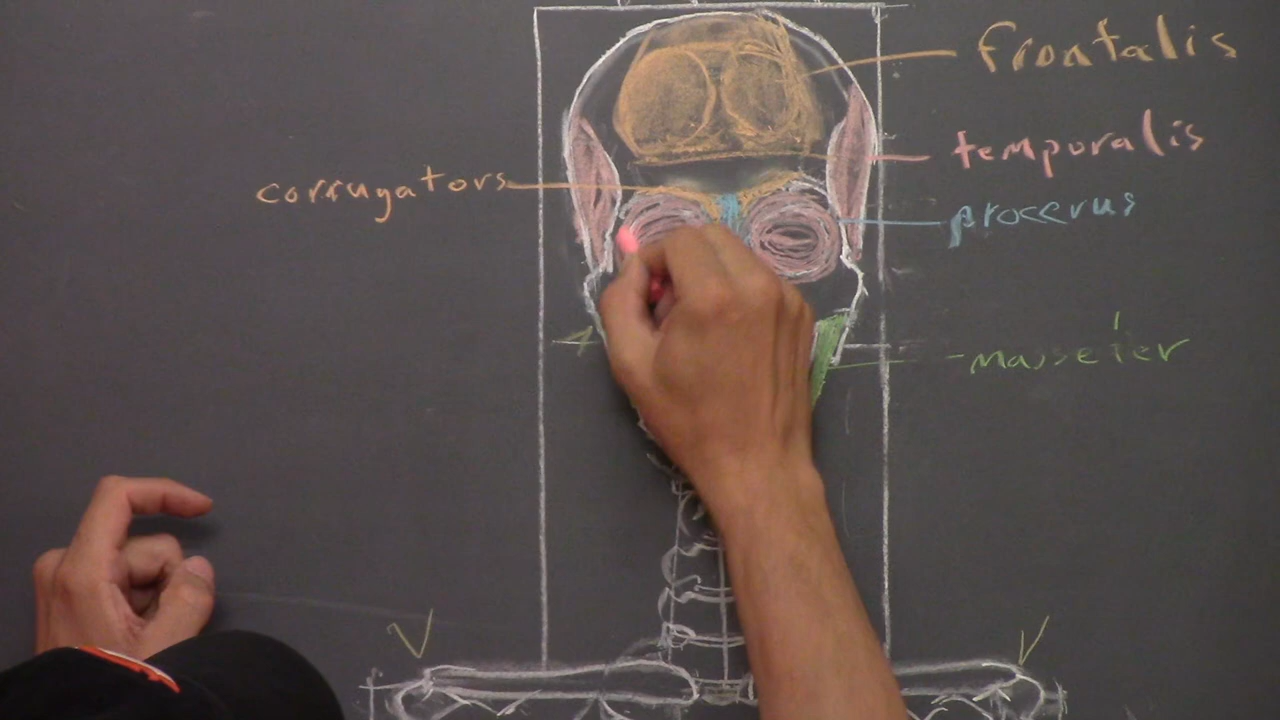 frontalis
temporalis
corrugators
procerus
masseter